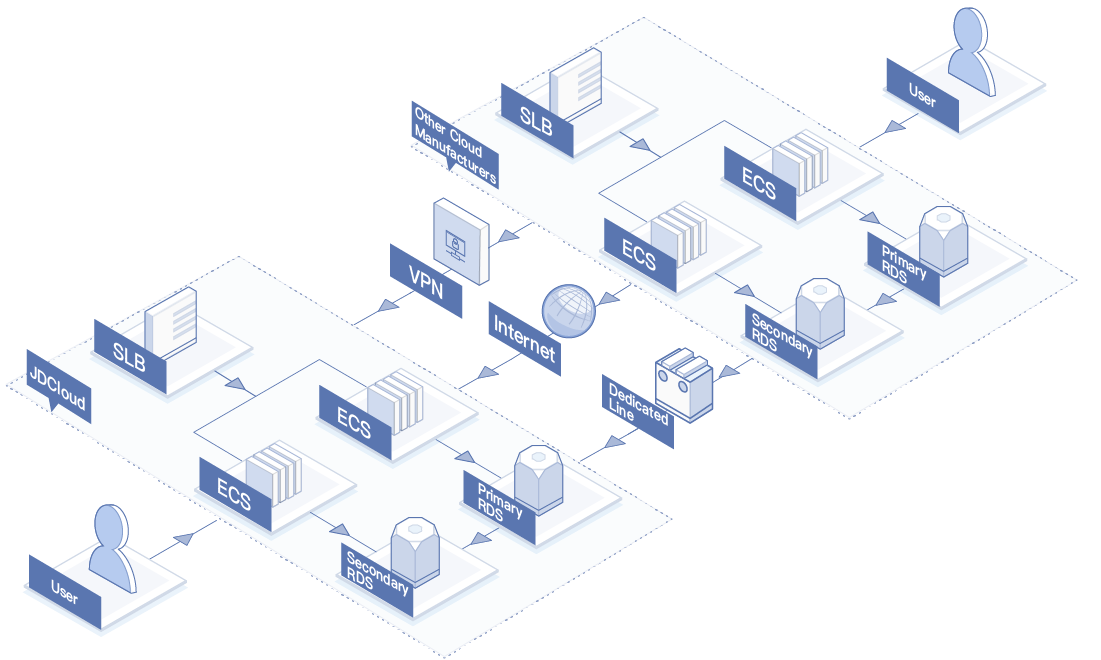 User
SLB
Other Cloud
Manufacturers
ECS
ECS
Primary
RDS
Secondary
RDS
VPN
Internet
Dedicated
Line
SLB
JDCloud
ECS
ECS
Primary
RDS
Secondary
RDS
User